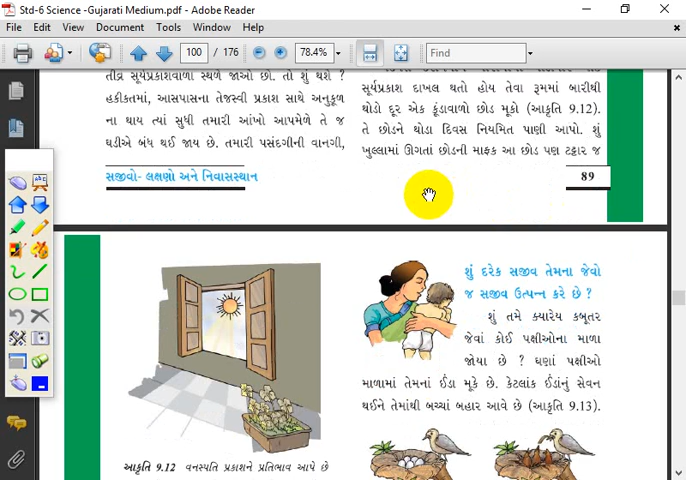 Std-6 Science -Gujarati Medium.pdf - Adobe Reader
File Edit View Document Tools Window Help
100 / 176 78.4% Find
તીવ્ર સૂર્યપ્રકાશવાળા સ્થળે જાઓ છો. તો શું થશે ?
હકીકતમાં, આસપાસના તેજસ્વી પ્રકાશ સાથે અનુકૂળ
ના થાય ત્યાં સુધી તમારી આંખો આપમેળે તે જ
ઘડીએ બંધ થઈ જાય છે. તમારી પસંદગીની વાનગી,
સજીવો- લક્ષણો અને નિવાસસ્થાન
સૂર્યપ્રકાશ દાખલ થતો હોય તેવા રૂમમાં બારીથી
થોડો દૂર એક કૂંડાવાળો છોડ મૂકો (આકૃતિ 9.12).
તે છોડને થોડા દિવસ નિયમિત પાણી આપો. શું
ખુલ્લામાં ઊગતાં છોડની માફક આ છોડ પણ ટટ્ટાર જ
89
આકૃતિ 9.12 વનસ્પતિ પ્રકાશને પ્રતિભાવ આપે છે
શું દરેક સજીવ તેમના જેવો
જ સજીવ ઉત્પન્ન કરે છે ?
શું તમે ક્યારેય કબૂતર
જેવાં કોઈ પક્ષીઓના માળા
જોયા છે ? ઘણાં પક્ષીઓ
માળામાં તેમનાં ઈંડા મૂકે છે. કેટલાંક ઈંડાંનું સેવન
થઈને તેમાંથી બચ્ચાં બહાર આવે છે (આકૃતિ 9.13).